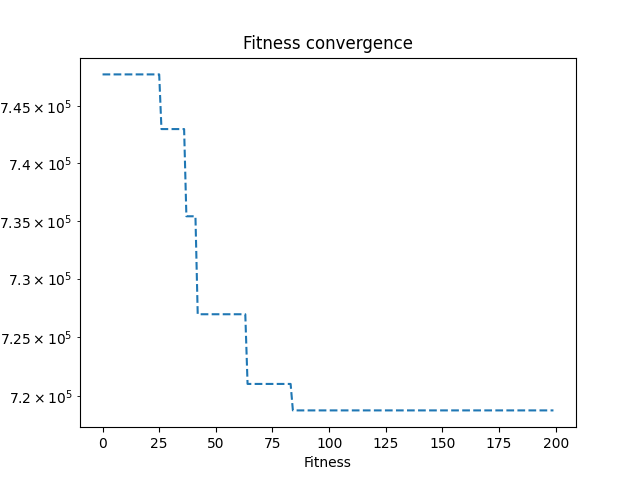 Fitness convergence
7.45 × 10⁵
7.4 × 10⁵
7.35 × 10⁵
7.3 × 10⁵
7.25 × 10⁵
7.2 × 10⁵
0 25 50 75 100 125 150 175 200
Fitness